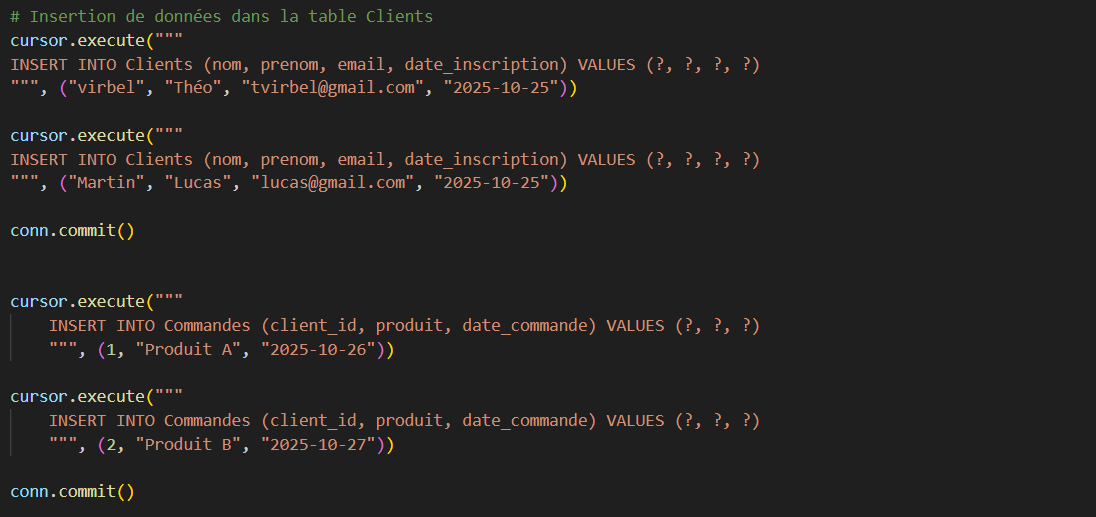 # Insertion de données dans la table Clients
cursor.execute("""
INSERT INTO Clients (nom, prenom, email, date_inscription) VALUES (?, ?, ?, ?)
""", ("virbel", "Théo", "tvirbel@gmail.com", "2025-10-25"))
cursor.execute("""
INSERT INTO Clients (nom, prenom, email, date_inscription) VALUES (?, ?, ?, ?)
""", ("Martin", "Lucas", "lucas@gmail.com", "2025-10-25"))
conn.commit()
cursor.execute("""
    INSERT INTO Commandes (client_id, produit, date_commande) VALUES (?, ?, ?)
    """, (1, "Produit A", "2025-10-26"))
cursor.execute("""
    INSERT INTO Commandes (client_id, produit, date_commande) VALUES (?, ?, ?)
    """, (2, "Produit B", "2025-10-27"))
conn.commit()